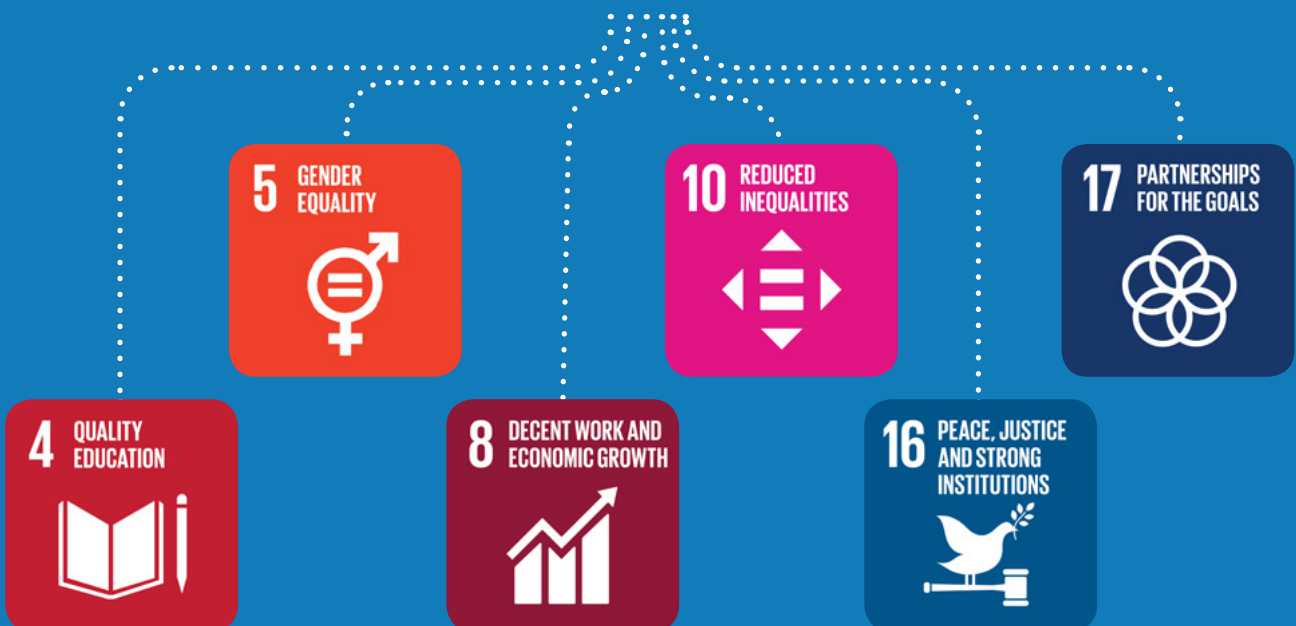 5 GENDER
EQUALITY
10 REDUCED
INEQUALITIES
17 PARTNERSHIPS
FOR THE GOALS
4 QUALITY
EDUCATION
8 DECENT WORK AND
ECONOMIC GROWTH
16 PEACE, JUSTICE
AND STRONG
INSTITUTIONS